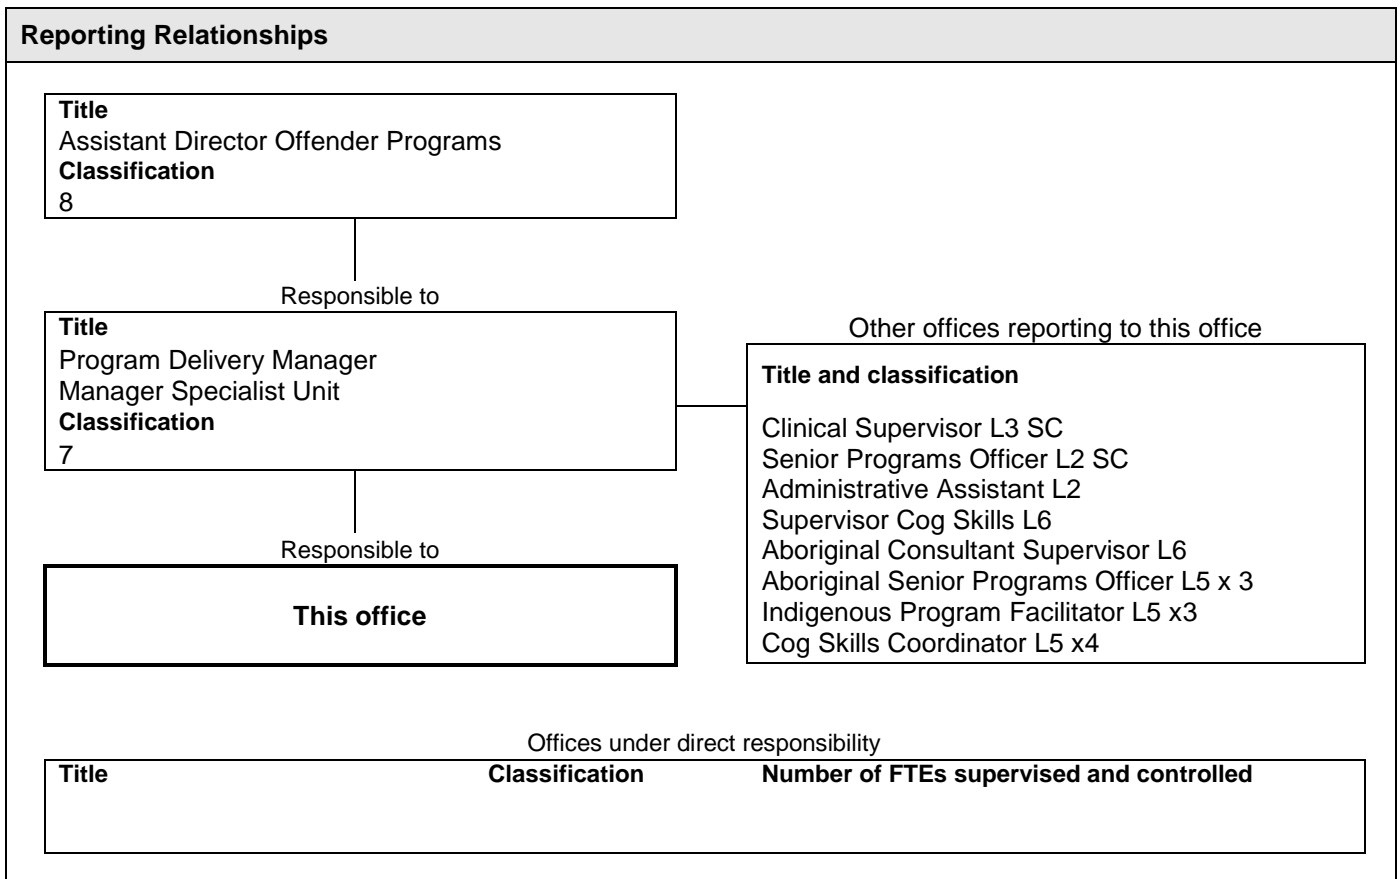 Reporting Relationships
Title
Assistant Director Offender Programs
Classification
8
Responsible to
Title
Program Delivery Manager
Manager Specialist Unit
Classification
7
Other offices reporting to this office
Title and classification
Clinical Supervisor L3 SC
Senior Programs Officer L2 SC
Administrative Assistant L2
Supervisor Cog Skills L6
Aboriginal Consultant Supervisor L6
Aboriginal Senior Programs Officer L5 x 3
Indigenous Program Facilitator L5 x3
Cog Skills Coordinator L5 x4
Responsible to
This office
Offices under direct responsibility
Title Classification Number of FTEs supervised and controlled